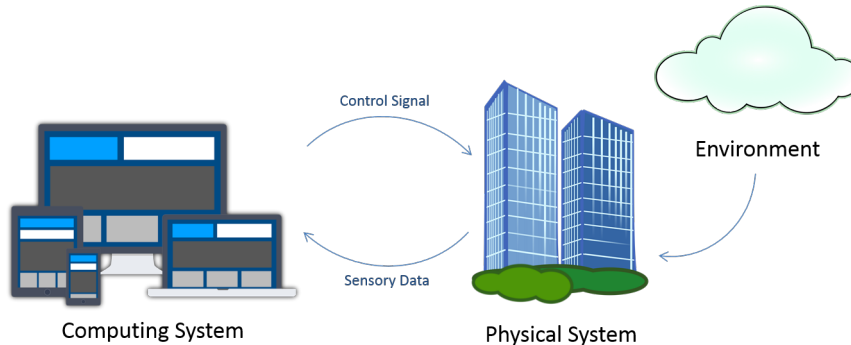 Control Signal
Environment
Sensory Data
Computing System
Physical System